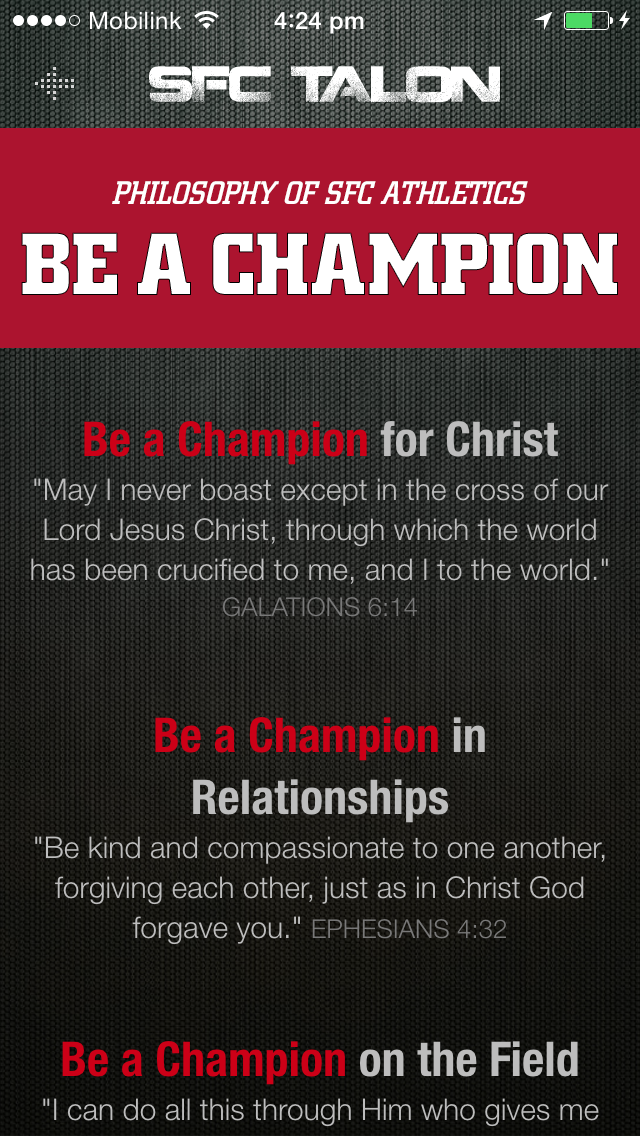 Mobilink 4:24 pm
SFC TALON
PHILOSOPHY OF SFC ATHLETICS
BE A CHAMPION
Be a Champion for Christ
"May I never boast except in the cross of our
Lord Jesus Christ, through which the world
has been crucified to me, and I to the world."
GALATIONS 6:14
Be a Champion in
Relationships
"Be kind and compassionate to one another,
forgiving each other, just as in Christ God
forgave you." EPHESIANS 4:32
Be a Champion on the Field
"I can do all this through Him who gives me